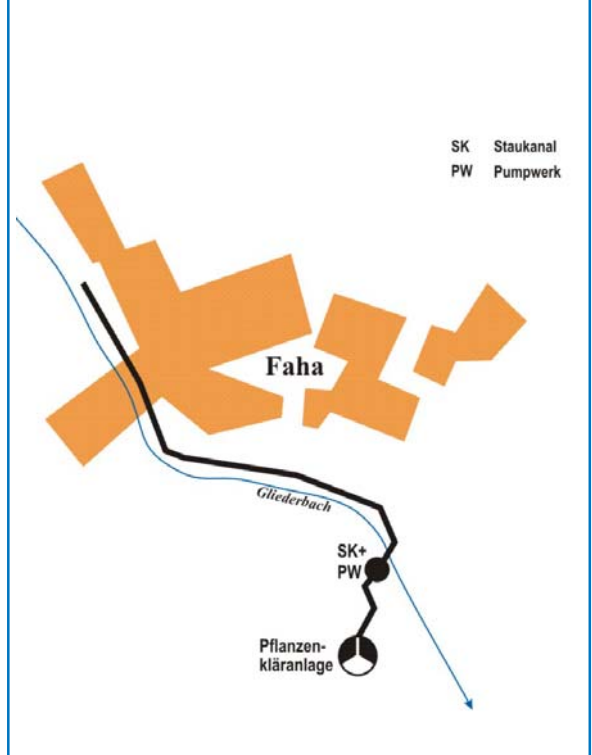 SK Staukanal
PW Pumpwerk
Faha
Gliederbach
SK+
PW
Pflanzen-
kläranlage